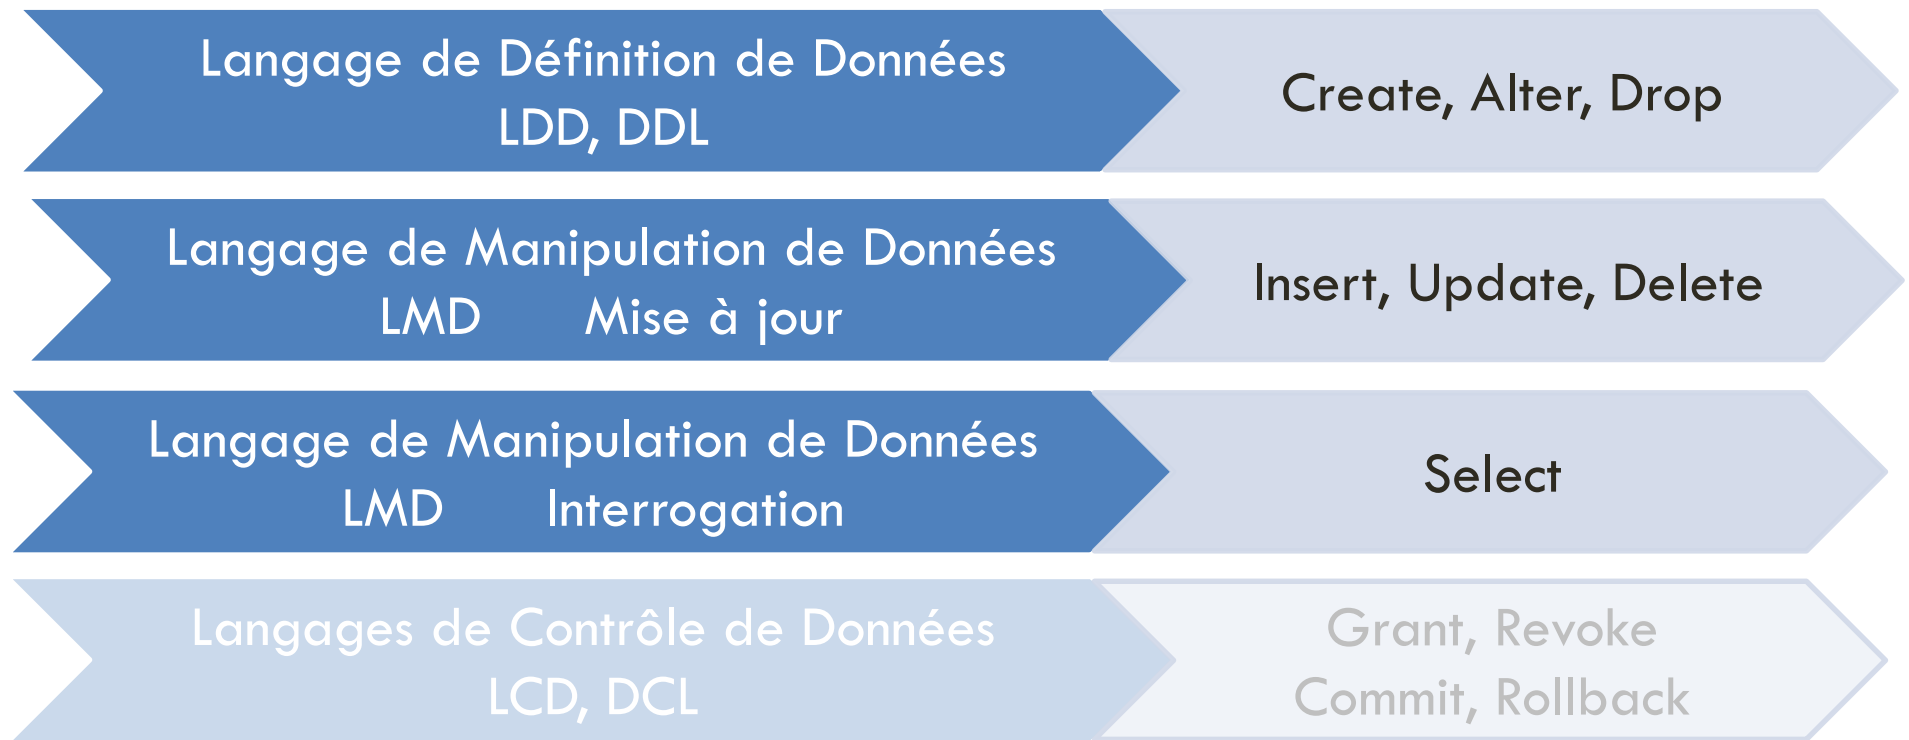 Langage de Définition de Données
LDD, DDL
Create, Alter, Drop
Langage de Manipulation de Données
LMD Mise à jour
Insert, Update, Delete
Langage de Manipulation de Données
LMD Interrogation
Select
Langages de Contrôle de Données
LCD, DCL
Grant, Revoke
Commit, Rollback